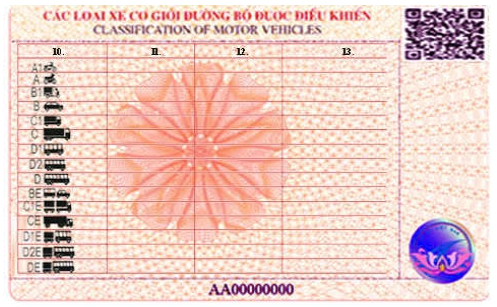 CÁC LOẠI XE CƠ GIỚI ĐƯỜNG BỘ ĐƯỢC ĐIỀU KHIỂN
CLASSIFICATION OF MOTOR VEHICLES
10. 11. 12. 13.
A1
A
B1
B
C1
C
D1
D2
D
BE
C1E
CE
D1E
D2E
DE
AA00000000